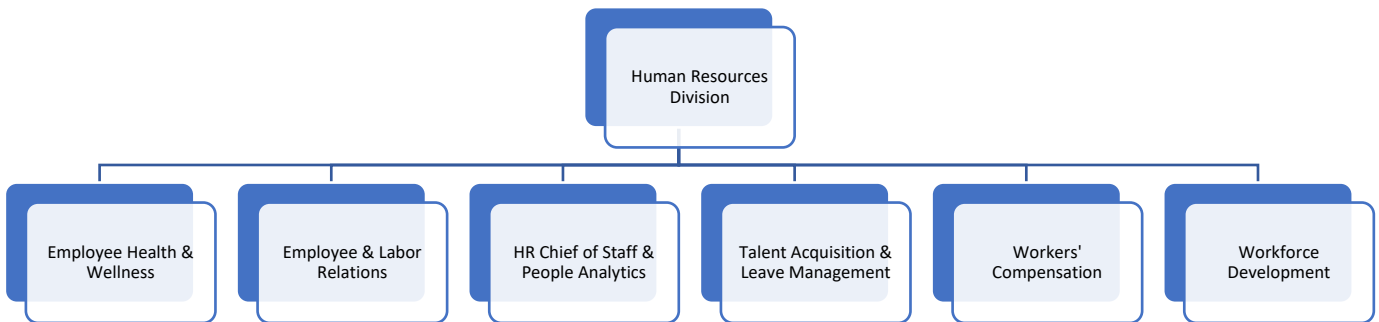 Human Resources
Division
Employee Health &
Wellness
Employee & Labor
Relations
HR Chief of Staff &
People Analytics
Talent Acquisition &
Leave Management
Workers'
Compensation
Workforce
Development